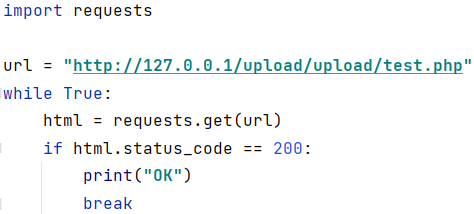 import requests
url = "http://127.0.0.1/upload/upload/test.php"
while True:
    html = requests.get(url)
    if html.status_code == 200:
        print("OK")
        break